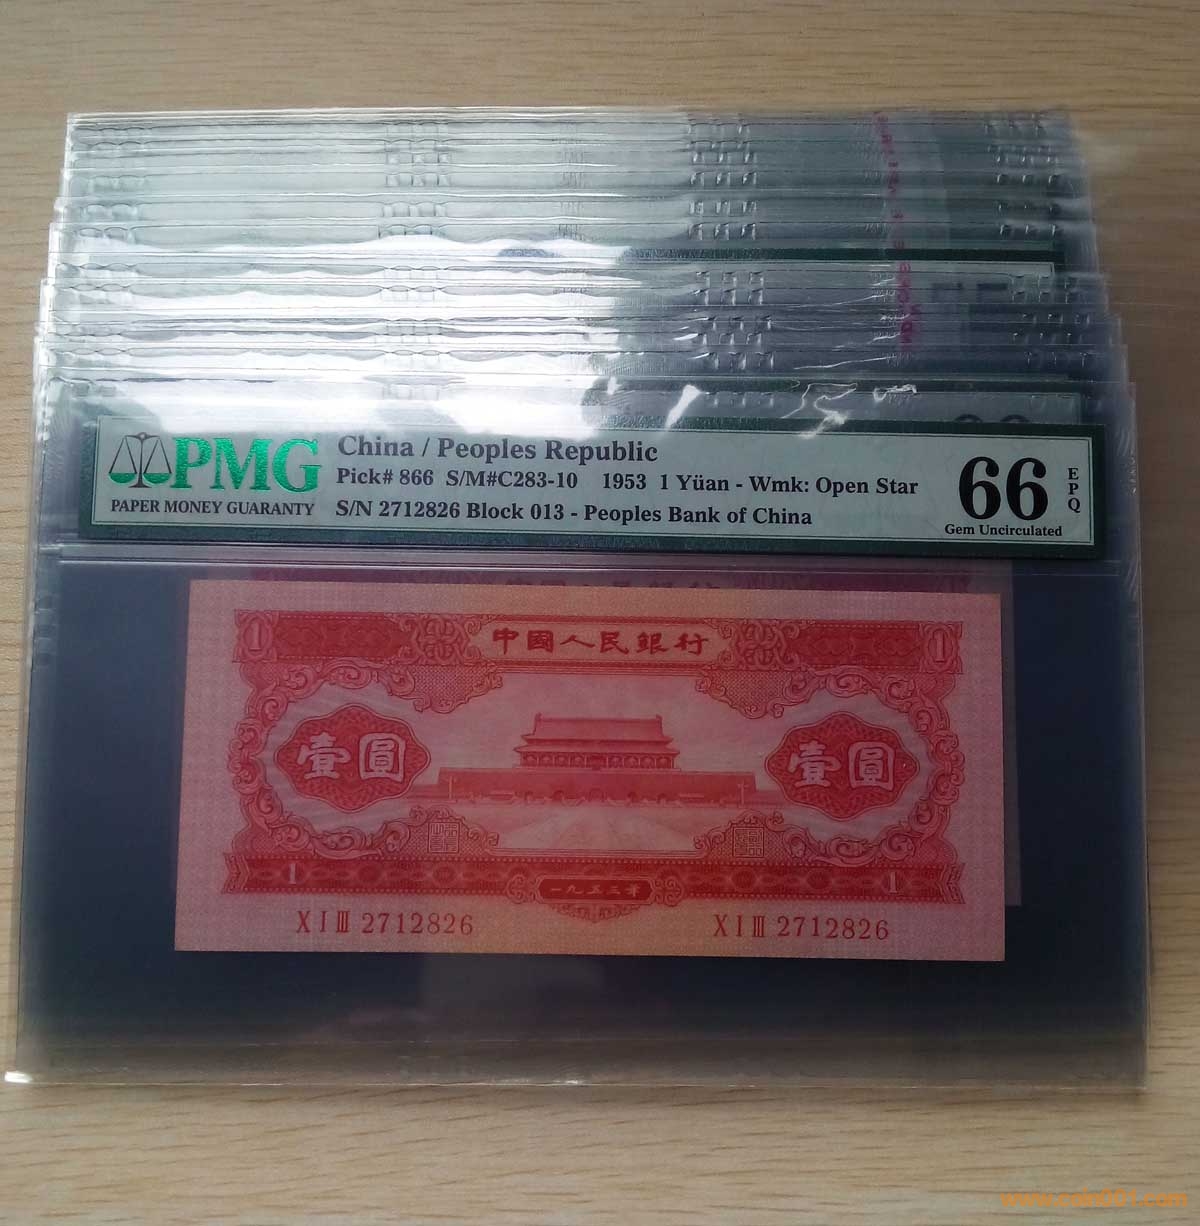 PMG
PAPER MONEY GUARANTY
China / Peoples Republic
Pick# 866 S/M#C283-10 1953 1 Yüan - Wmk: Open Star
S/N 2712826 Block 013 - Peoples Bank of China
66
EPQ
Gem Uncirculated
1 中國人民銀行 1
壹圓 壹圓
1 一九五三年 1
X I III 2712826 X I III 2712826
www.coin001.com